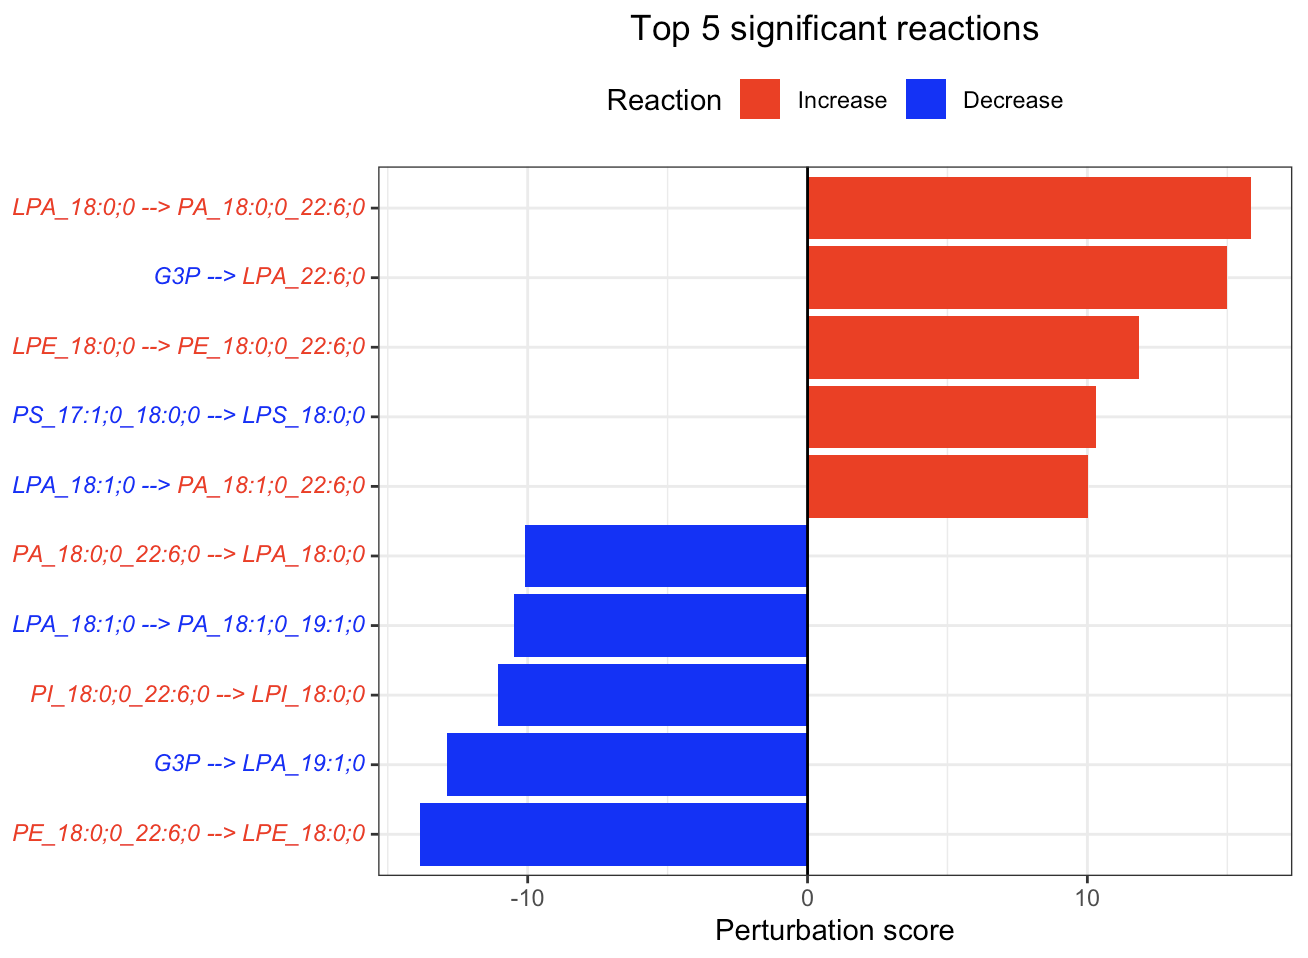 Top 5 significant reactions
Reaction Increase Decrease
LPA_18:0;0 --> PA_18:0;0_22:6;0
G3P --> LPA_22:6;0
LPE_18:0;0 --> PE_18:0;0_22:6;0
PS_17:1;0_18:0;0 --> LPS_18:0;0
LPA_18:1;0 --> PA_18:1;0_22:6;0
PA_18:0;0_22:6;0 --> LPA_18:0;0
LPA_18:1;0 --> PA_18:1;0_19:1;0
PI_18:0;0_22:6;0 --> LPI_18:0;0
G3P --> LPA_19:1;0
PE_18:0;0_22:6;0 --> LPE_18:0;0
-10 0 10
Perturbation score